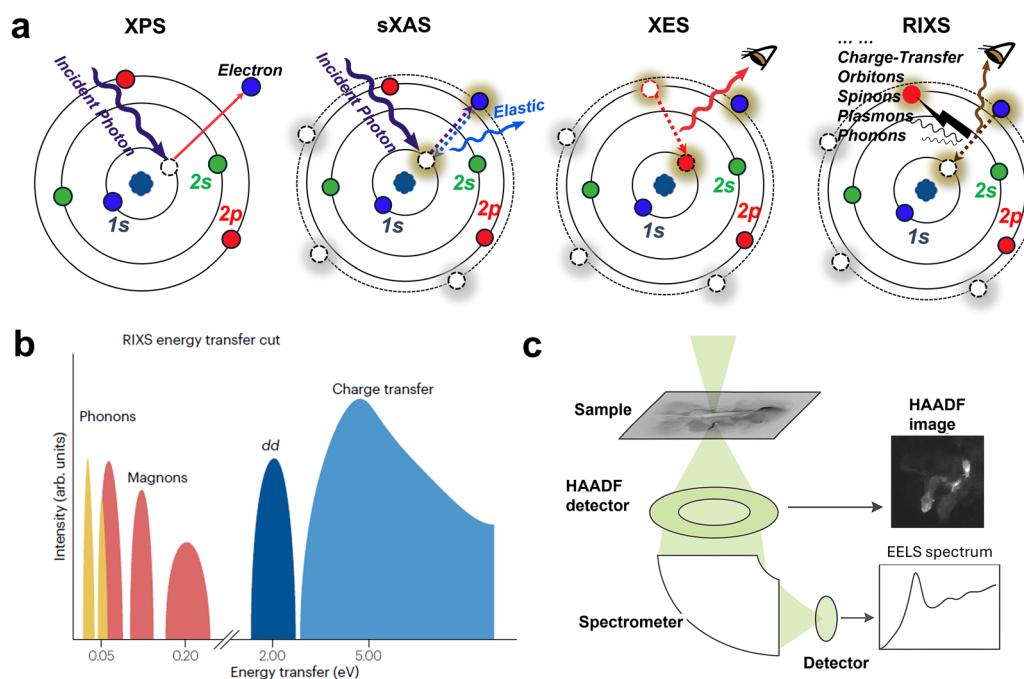 a
XPS
sXAS
XES
RIXS
Incident Photon
Electron
1s
2s
2p
Incident Photon
Elastic
1s
2s
2p
1s
2s
2p
... ...
Charge-Transfer
Orbitons
Spinons
Plasmons
Phonons
1s
2s
2p
b
RIXS energy transfer cut
Intensity (arb. units)
Phonons
Magnons
dd
Charge transfer
0.05
0.20
2.00
5.00
Energy transfer (eV)
c
Sample
HAADF
detector
HAADF
image
EELS spectrum
Spectrometer
Detector